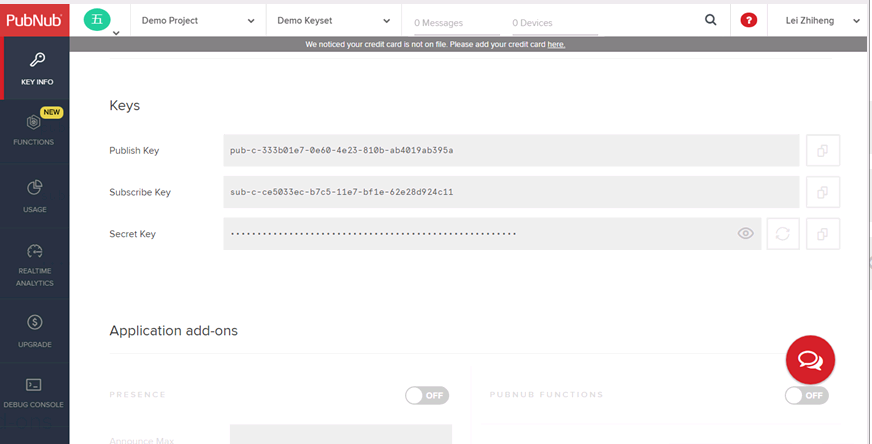 PubNub
五
Demo Project
Demo Keyset
0 Messages
0 Devices
?
Lei Zhiheng
We noticed your credit card is not on file. Please add your credit card here.
KEY INFO
NEW
FUNCTIONS
USAGE
REALTIME
ANALYTICS
$
UPGRADE
DEBUG CONSOLE
Keys
Publish Key
pub-c-333b01e7-0e60-4e23-810b-ab4019ab395a
Subscribe Key
sub-c-ce5033ec-b7c5-11e7-bf1e-62e28d924c11
Secret Key
Application add-ons
PRESENCE
OFF
PUBNUB FUNCTIONS
OFF
Announce Max